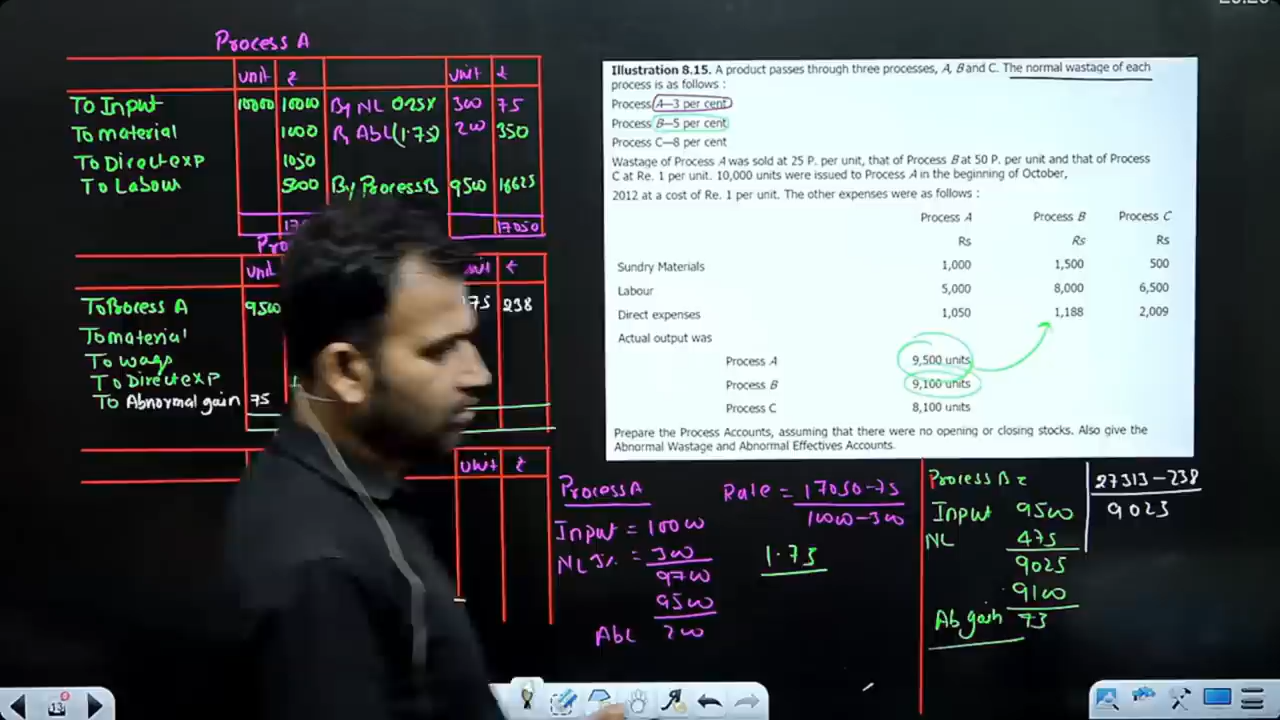 Process A
unit ₹ unit ₹
To Input 10000 10000 By NL 0.25x 300 75
To material 1000 By AbL (1.75) 200 350
To Direct exp 1050
To Labour 5000 By Process B 9500 16625
17050
unit ₹
To Process A 9500 475 238
To material
To wags
To Direct exp
To Abnormal gain 75
unit ₹
Illustration 8.15. A product passes through three processes, A, B and C. The normal wastage of each
process is as follows :
Process A—3 per cent
Process B—5 per cent
Process C—8 per cent
Wastage of Process A was sold at 25 P. per unit, that of Process B at 50 P. per unit and that of Process
C at Re. 1 per unit. 10,000 units were issued to Process A in the beginning of October,
2012 at a cost of Re. 1 per unit. The other expenses were as follows :
Process A Process B Process C
Rs Rs Rs
Sundry Materials 1,000 1,500 500
Labour 5,000 8,000 6,500
Direct expenses 1,050 1,188 2,009
Actual output was
Process A 9,500 units
Process B 9,100 units
Process C 8,100 units
Prepare the Process Accounts, assuming that there were no opening or closing stocks. Also give the
Abnormal Wastage and Abnormal Effectives Accounts.
Process A
Input = 10000
NL 3% = 300
9700
9500
AbL 200
Rate = 17050-75
10000-300
1.75
Process B =
Input 9500
NL 475
9025
9100
Ab gain 75
27313-238
9025
13